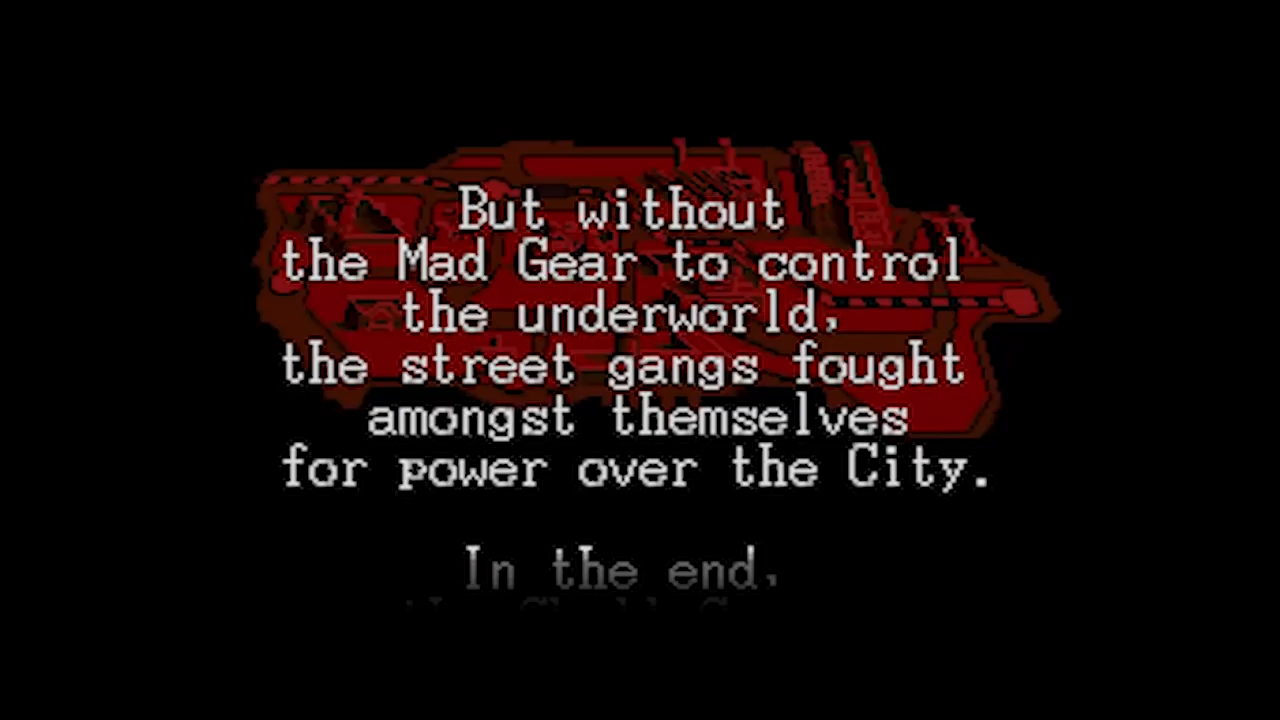 But without
the Mad Gear to control
the underworld,
the street gangs fought
amongst themselves
for power over the City.
In the end,